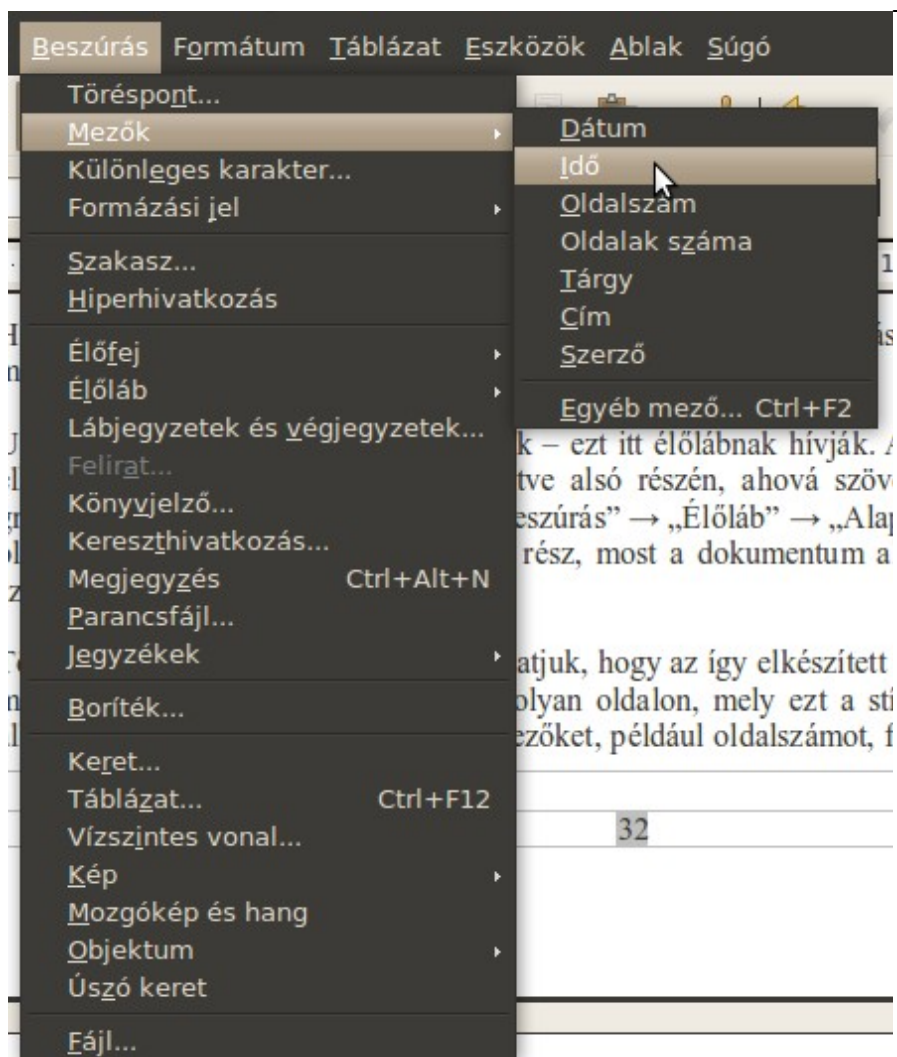 Beszúrás Formátum Táblázat Eszközök Ablak Súgó
Töréspont...
Mezők
Különleges karakter...
Formázási jel
Szakasz...
Hiperhivatkozás
Élőfej
Élőláb
Lábjegyzetek és végjegyzetek...
Felirat...
Könyvjelző...
Kereszthivatkozás...
Megjegyzés Ctrl+Alt+N
Parancsfájl...
Jegyzékek
Boríték...
Keret...
Táblázat... Ctrl+F12
Vízszintes vonal...
Kép
Mozgókép és hang
Objektum
Úszó keret
Fájl...
Dátum
Idő
Oldalszám
Oldalak száma
Tárgy
Cím
Szerző
Egyéb mező... Ctrl+F2
k – ezt itt élőlábnak hívják.
tve alsó részén, ahová szöv
eszúrás” → „Élőláb” → „Alap
rész, most a dokumentum a
atjuk, hogy az így elkészített
olyan oldalon, mely ezt a stí
ezőket, például oldalszámot, f
32